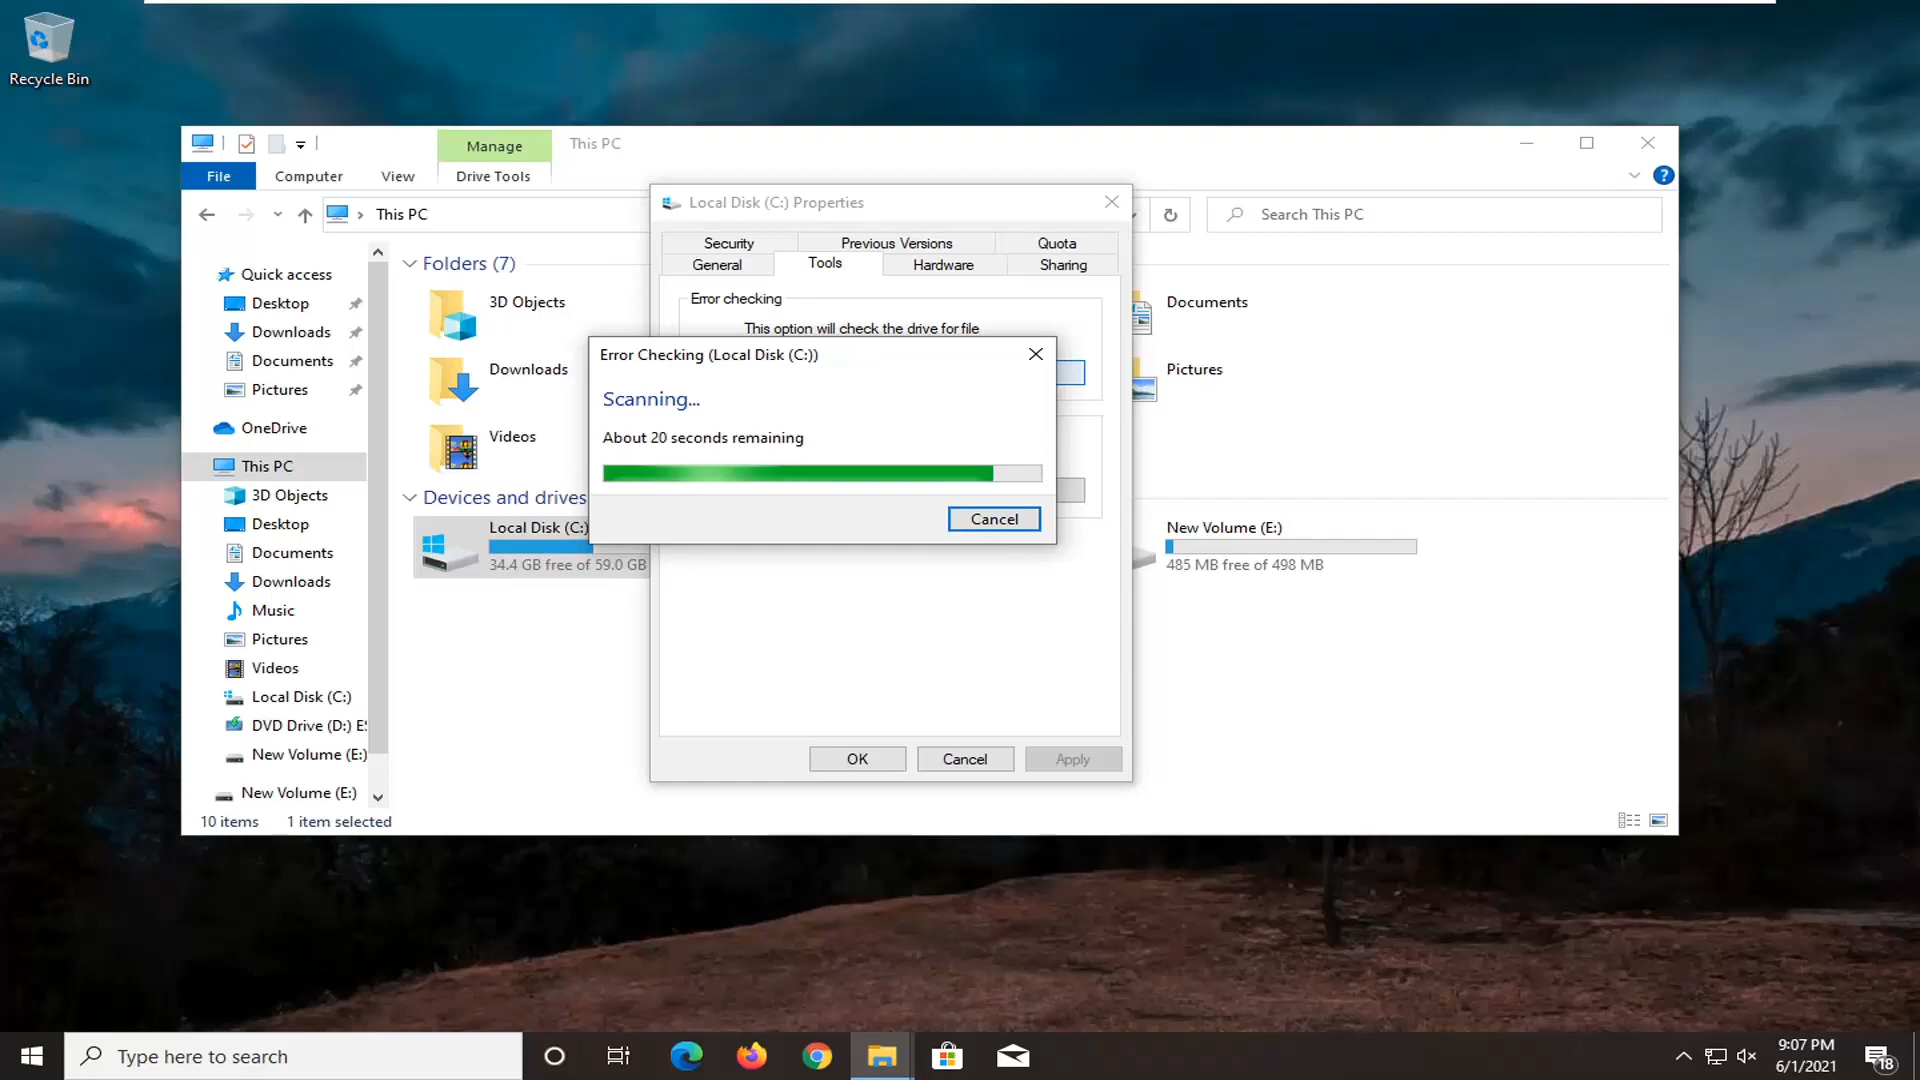 Recycle Bin
Manage
This PC
File
Computer
View
Drive Tools
This PC
Search This PC
Quick access
Desktop
Downloads
Documents
Pictures
OneDrive
This PC
3D Objects
Desktop
Documents
Downloads
Music
Pictures
Videos
Local Disk (C:)
DVD Drive (D:) E
New Volume (E:)
New Volume (E:)
10 items
1 item selected
Folders (7)
3D Objects
Downloads
Videos
Documents
Pictures
Devices and drives
Local Disk (C:)
34.4 GB free of 59.0 GB
New Volume (E:)
485 MB free of 498 MB
Local Disk (C:) Properties
Security
Previous Versions
Quota
General
Tools
Hardware
Sharing
Error checking
This option will check the drive for file
OK
Cancel
Apply
Error Checking (Local Disk (C:))
Scanning...
About 20 seconds remaining
Cancel
Type here to search
9:07 PM
6/1/2021
18